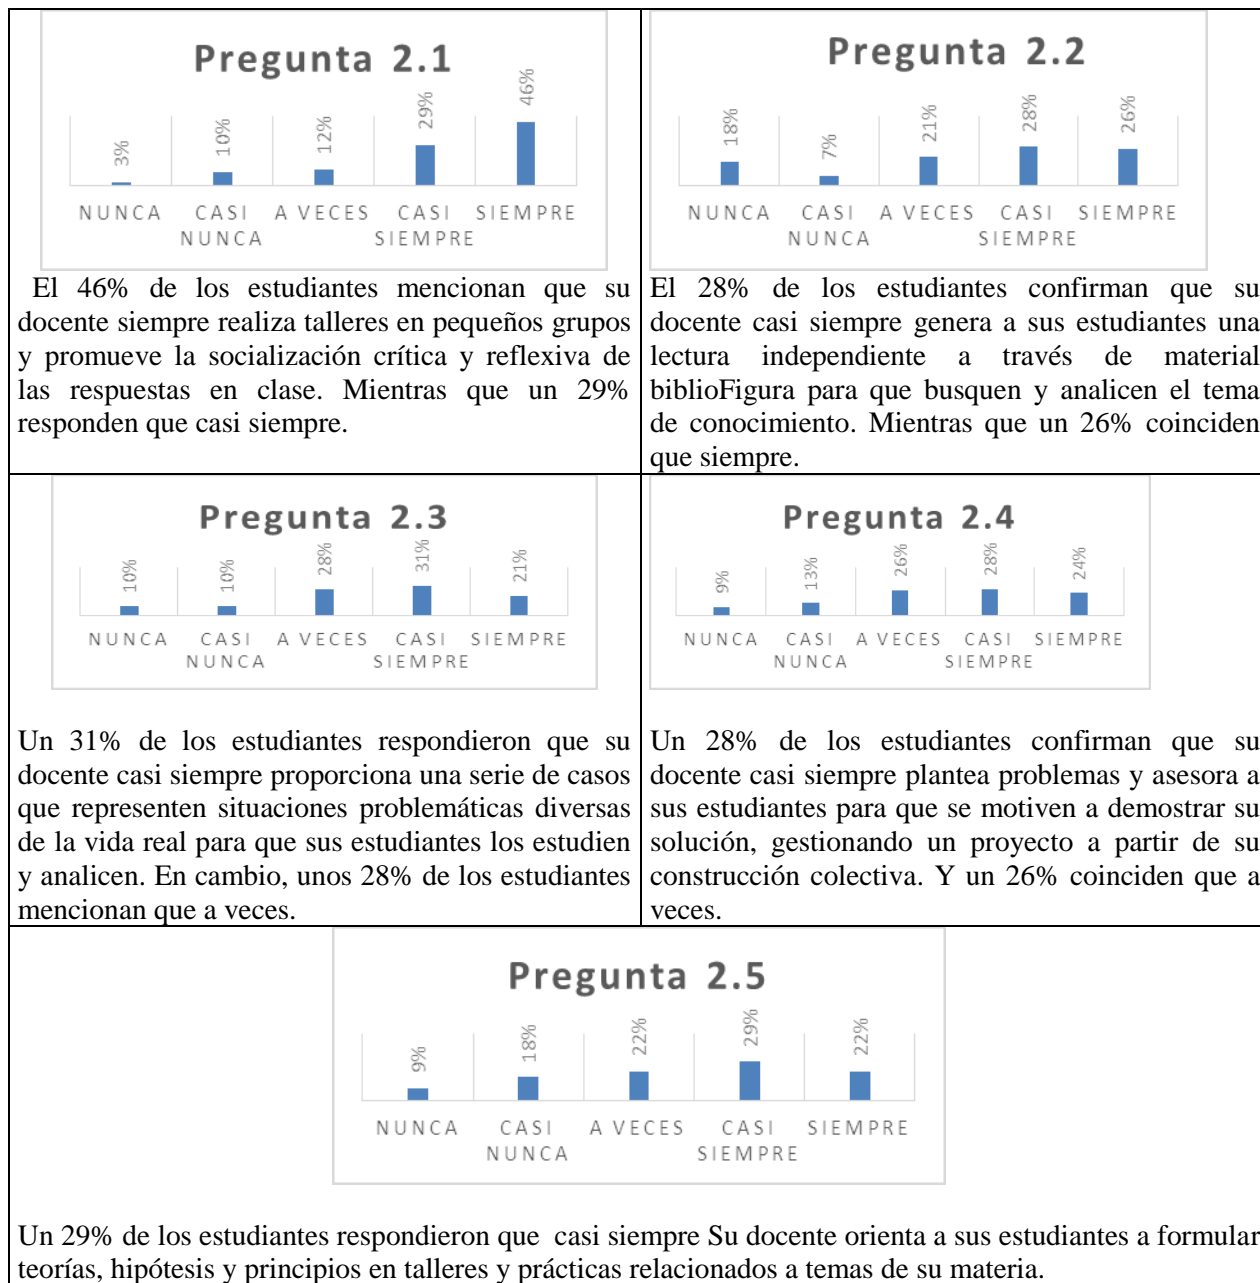 Pregunta 2.1
3% 10% 12% 29% 46%
NUNCA CASI NUNCA A VECES CASI SIEMPRE SIEMPRE
El 46% de los estudiantes mencionan que su
docente siempre realiza talleres en pequeños grupos
y promueve la socialización crítica y reflexiva de
las respuestas en clase. Mientras que un 29%
responden que casi siempre.
Pregunta 2.2
18% 7% 21% 28% 26%
NUNCA CASI NUNCA A VECES CASI SIEMPRE SIEMPRE
El 28% de los estudiantes confirman que su
docente casi siempre genera a sus estudiantes una
lectura independiente a través de material
biblioFigura para que busquen y analicen el tema
de conocimiento. Mientras que un 26% coinciden
que siempre.
Pregunta 2.3
10% 10% 28% 31% 21%
NUNCA CASI NUNCA A VECES CASI SIEMPRE SIEMPRE
Un 31% de los estudiantes respondieron que su
docente casi siempre proporciona una serie de casos
que representen situaciones problemáticas diversas
de la vida real para que sus estudiantes los estudien
y analicen. En cambio, unos 28% de los estudiantes
mencionan que a veces.
Pregunta 2.4
9% 13% 26% 28% 24%
NUNCA CASI NUNCA A VECES CASI SIEMPRE SIEMPRE
Un 28% de los estudiantes confirman que su
docente casi siempre plantea problemas y asesora a
sus estudiantes para que se motiven a demostrar su
solución, gestionando un proyecto a partir de su
construcción colectiva. Y un 26% coinciden que a
veces.
Pregunta 2.5
9% 18% 22% 29% 22%
NUNCA CASI NUNCA A VECES CASI SIEMPRE SIEMPRE
Un 29% de los estudiantes respondieron que casi siempre Su docente orienta a sus estudiantes a formular
teorías, hipótesis y principios en talleres y prácticas relacionados a temas de su materia.